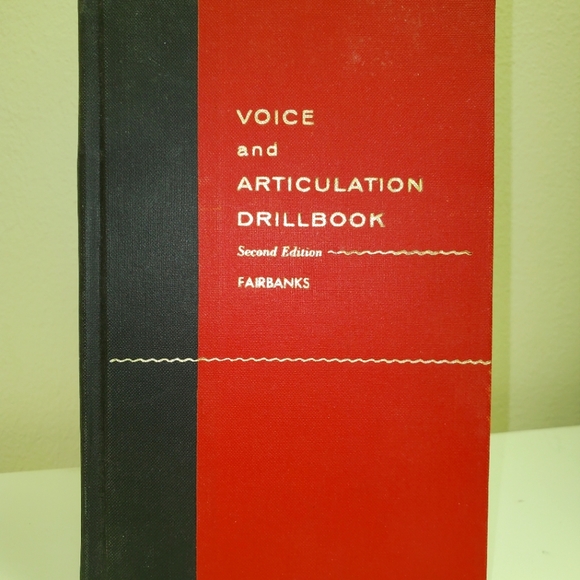 VOICE
and
ARTICULATION
DRILLBOOK
Second Edition
FAIRBANKS